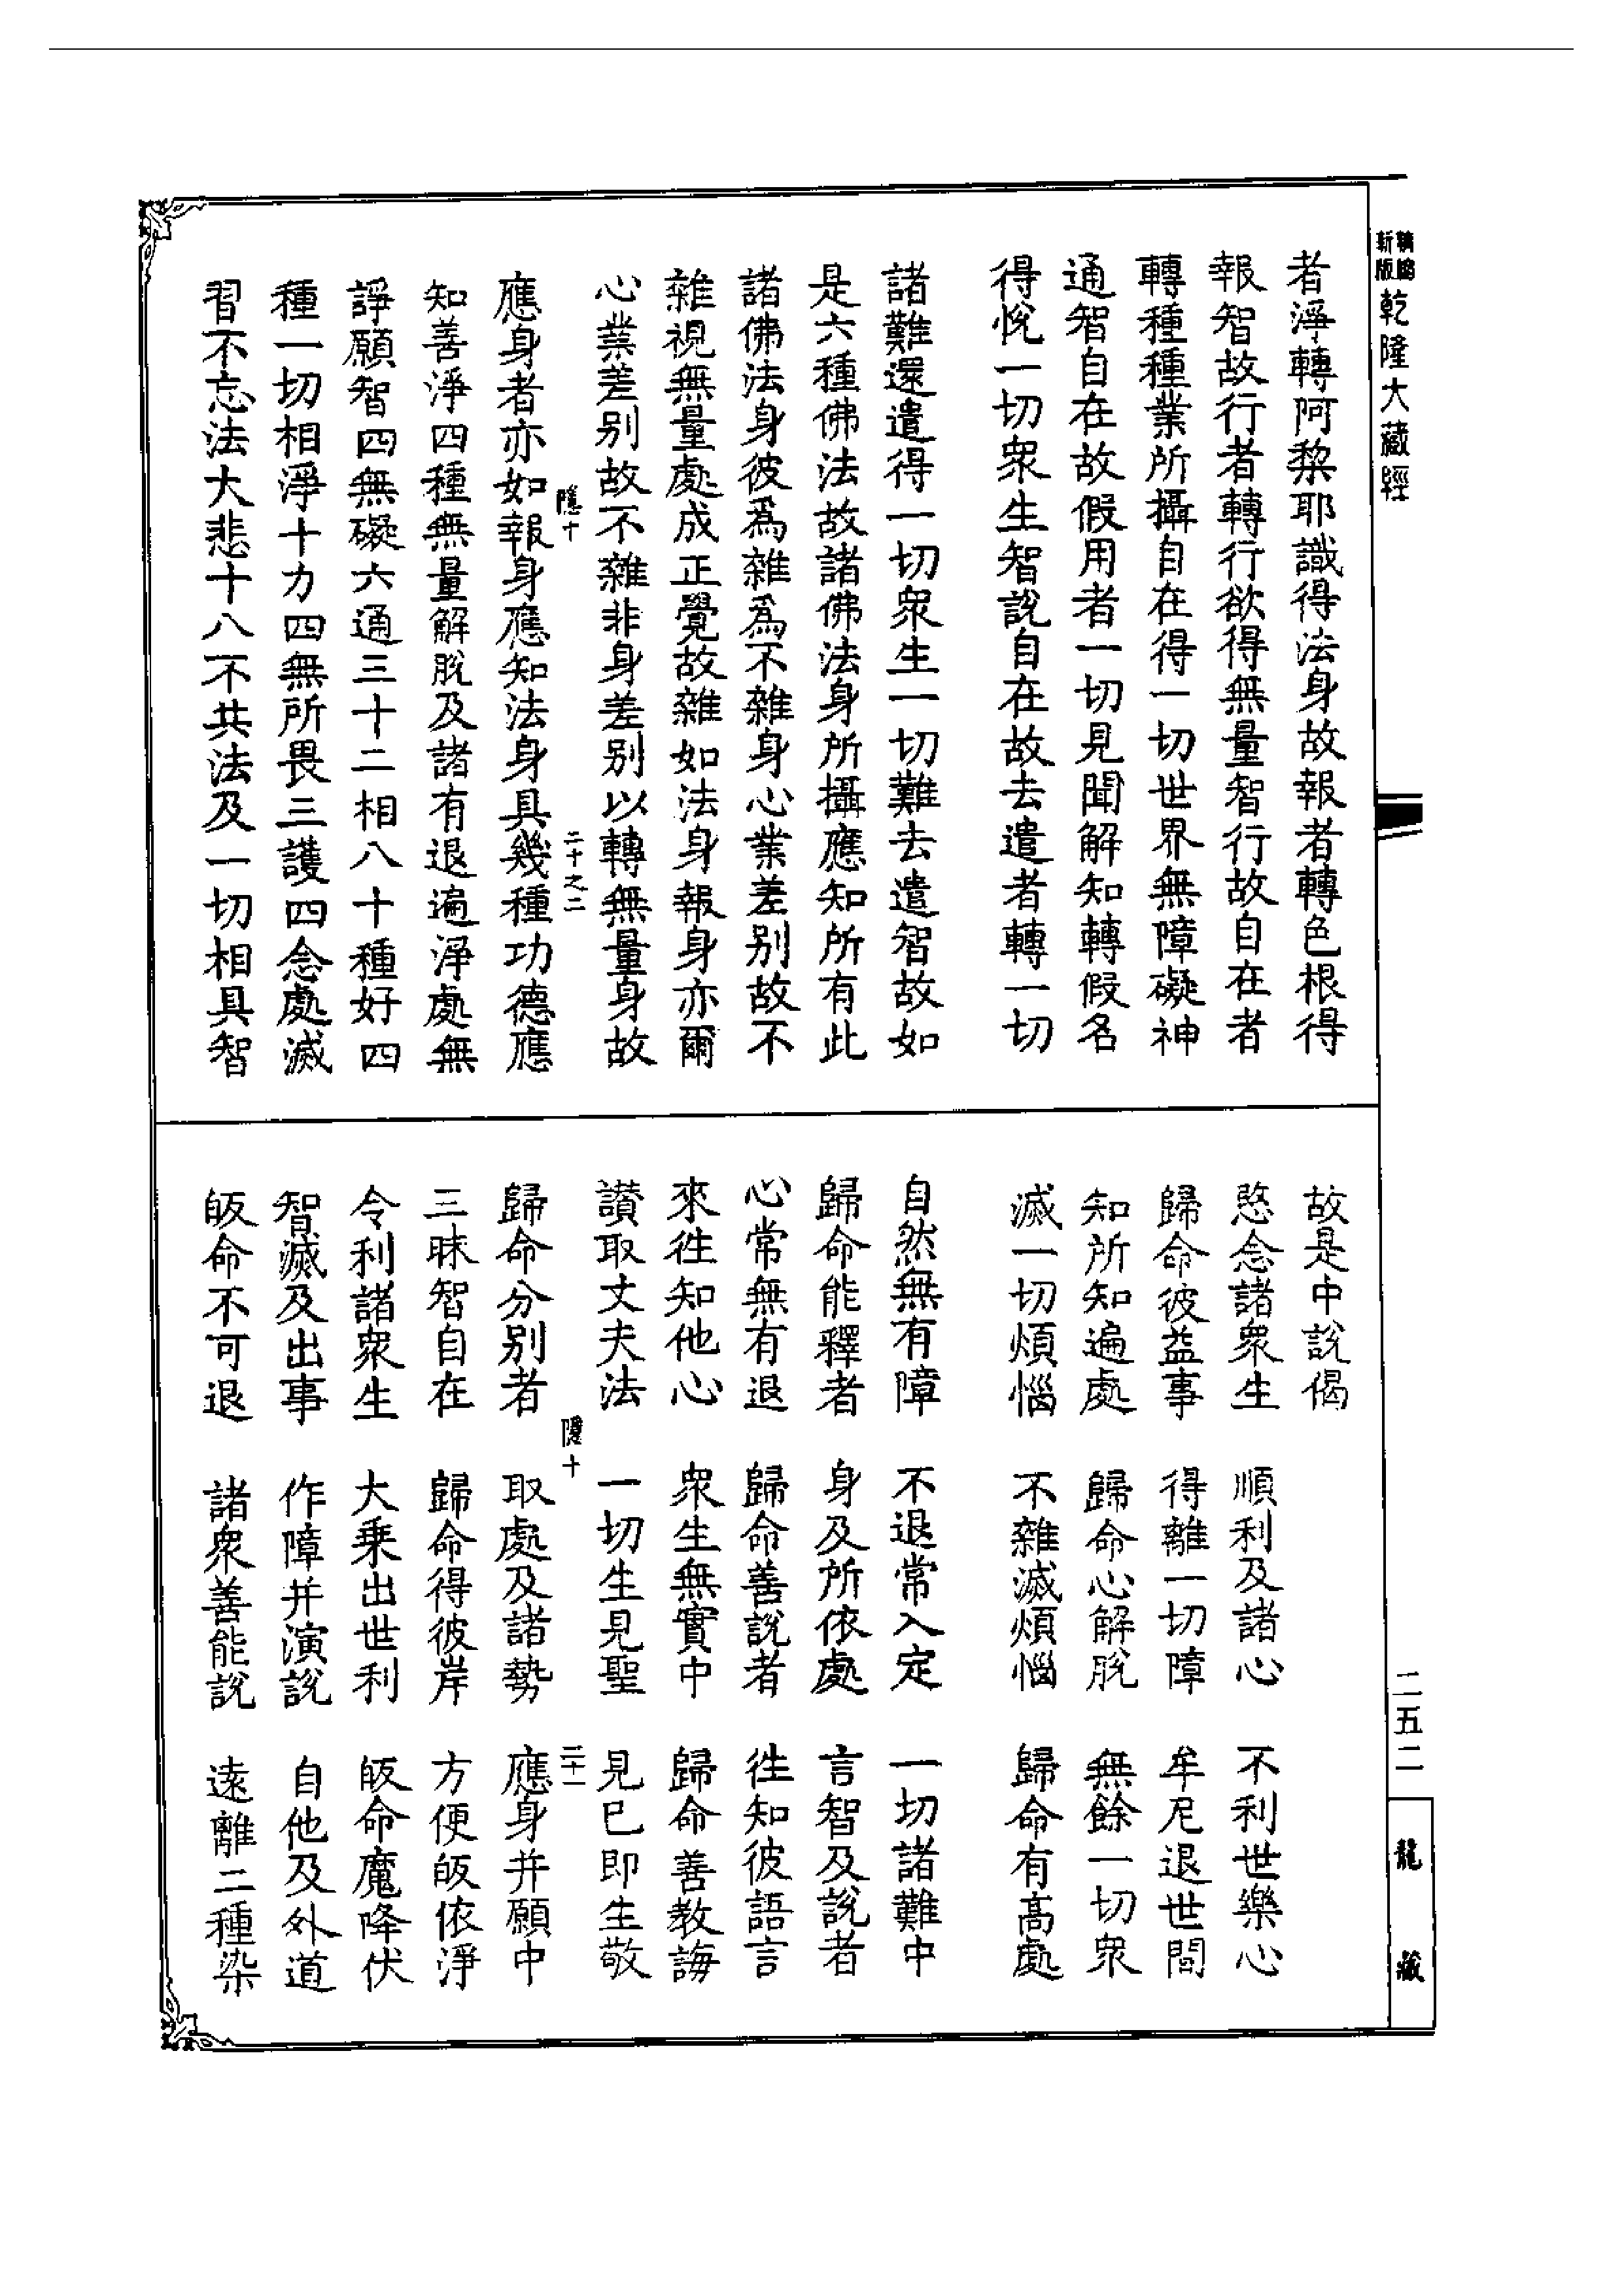 精縮新版乾隆大藏經
者淨轉阿黎耶識得法身故報者轉色根得
報智故行者轉行欲得無量智行故自在者
轉種種業所攝自在得一切世界無障礙神
通智自在故假用者一切見聞解知轉假名
得悅一切眾生智說自在故去遣者轉一切
諸難還遣得一切眾生一切難去遣智故如
是六種佛法故諸佛法身所攝應知所有此
諸佛法身彼為雜為不雜身心業差別故不
雜視無量處成正覺故雜如法身報身亦爾
心業差別故不雜非身差別以轉無量身故
隱十
二十之二
應身者亦如報身應知法身具幾種功德應
知善淨四種無量解脫及諸有退遍淨處無
諍願智四無礙六通三十二相八十種好四
種一切相淨十力四無所畏三護四念處滅
習不忘法大悲十八不共法及一切相具智
故是中說偈
愍念諸眾生 順利及諸心 不利世樂心
歸命彼益事 得離一切障 牟尼退世間
知所知遍處 歸命心解脫 無餘一切眾
滅一切煩惱 不雜滅煩惱 歸命有高處
自然無有障 不退常入定 一切諸難中
歸命能釋者 身及所依處 言智及說者
心常無有退 歸命善說者 往知彼語言
來往知他心 眾生無實中 歸命善教誨
讚取丈夫法 一切生見聖 見已即生敬
隱十
二十一
歸命分別者 取處及諸勢 應身并願中
三昧智自在 歸命得彼岸 方便皈依淨
令利諸眾生 大乘出世利 皈命魔降伏
智滅及出事 作障并演說 自他及外道
皈命不可退 諸眾善能說 遠離二種染
二五二
龍藏